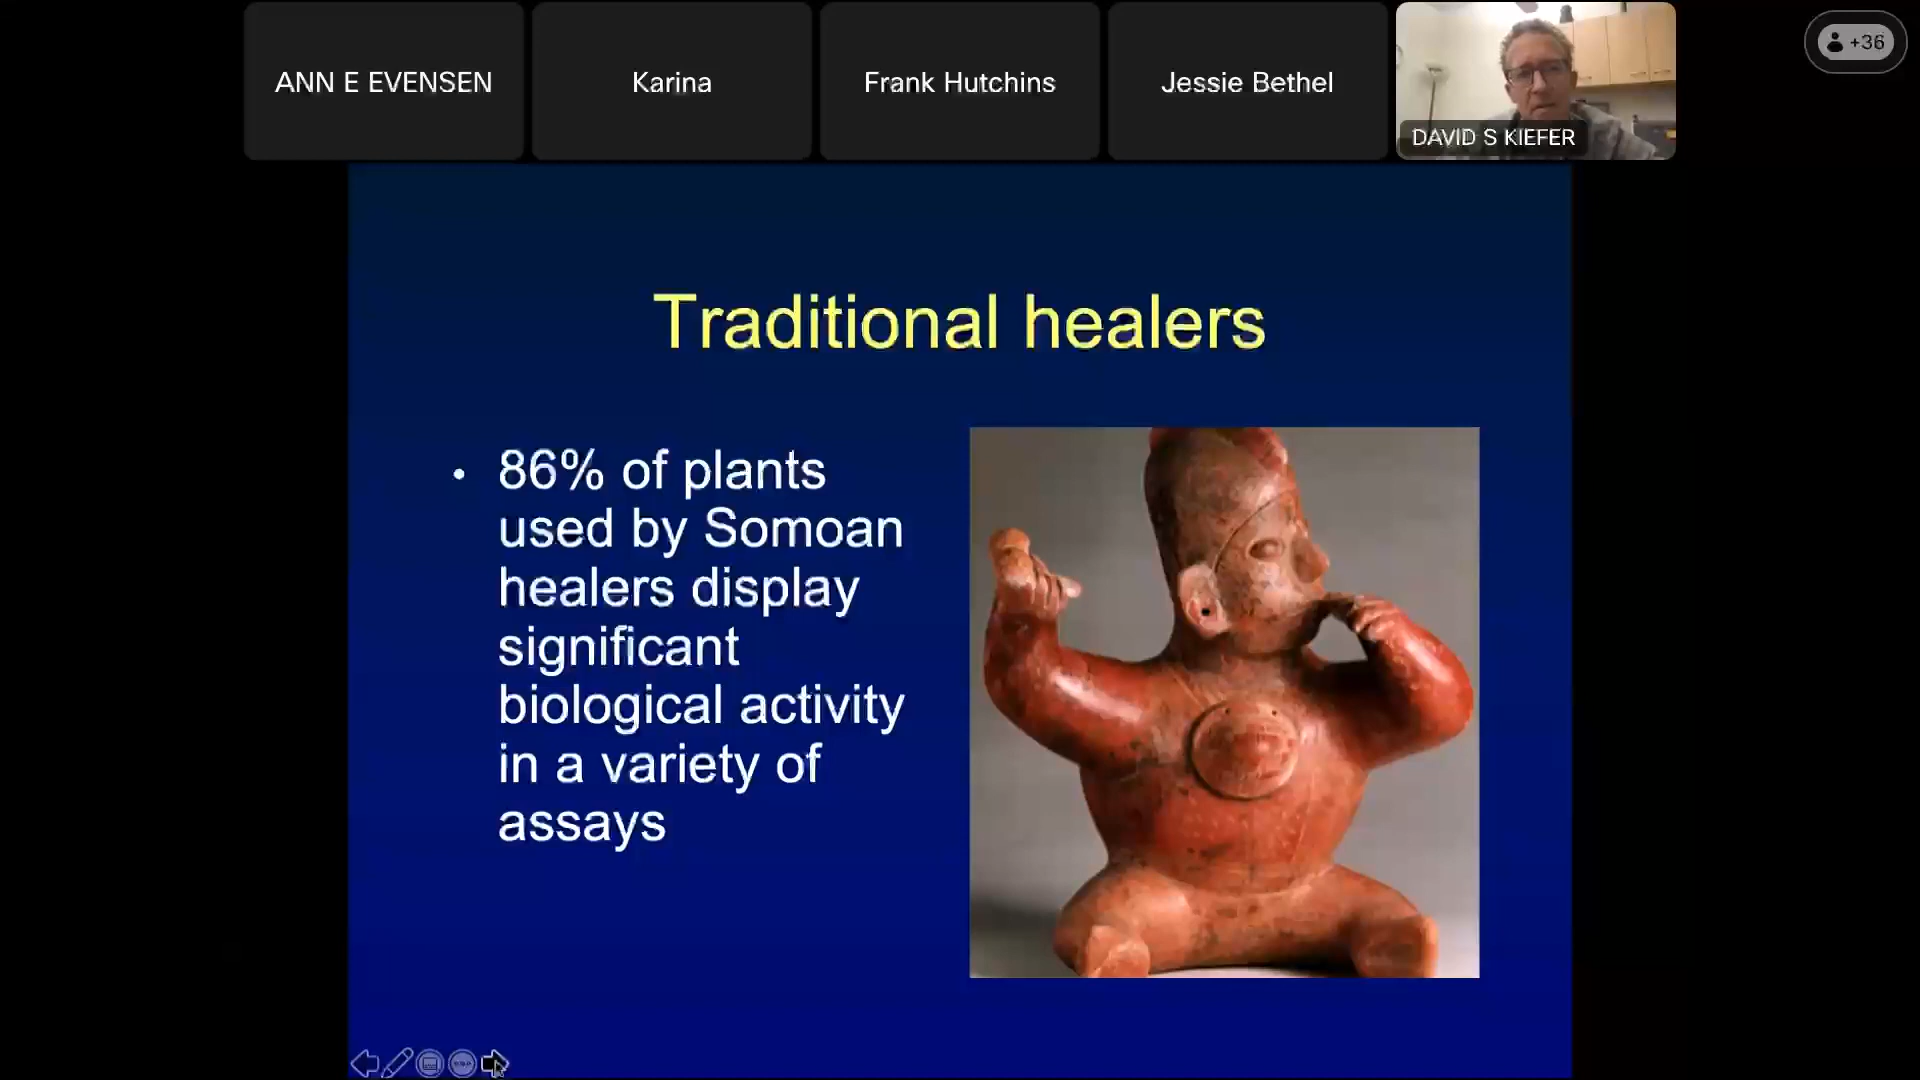 ANN E EVENSEN
Karina
Frank Hutchins
Jessie Bethel
DAVID S KIEFER
+36
Traditional healers
• 86% of plants
used by Somoan
healers display
significant
biological activity
in a variety of
assays